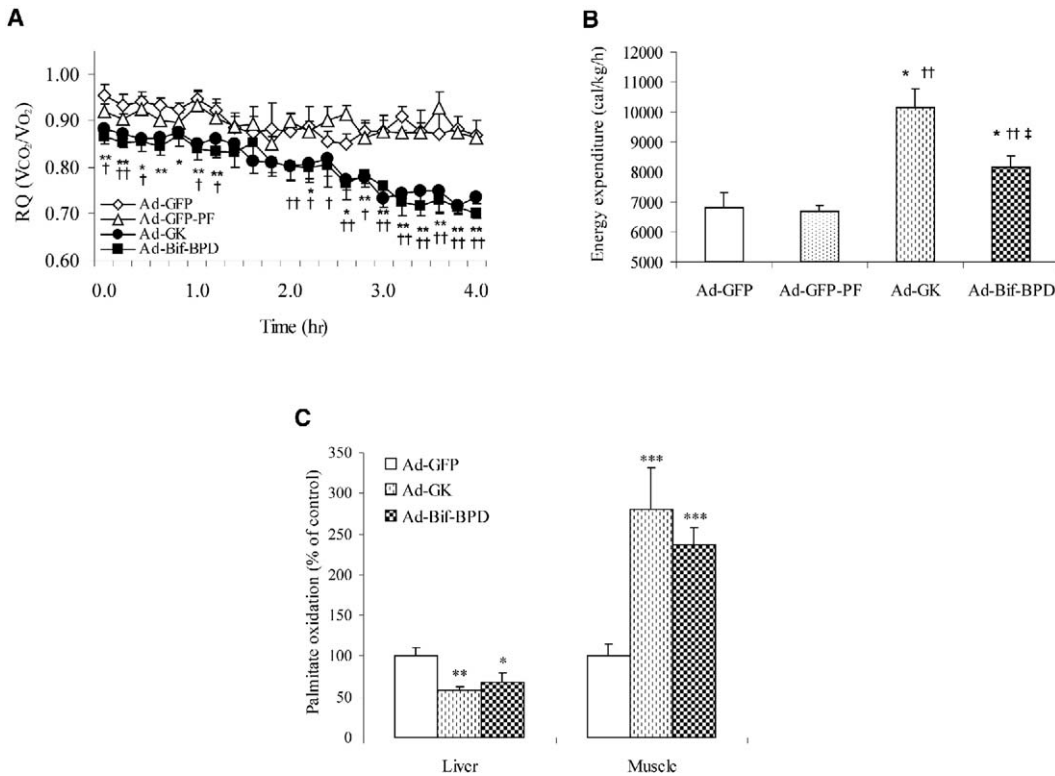 A
RQ (VCO2/VO2)
1.00
0.90
0.80
0.70
0.60
** ** * ** * ** ** * ** ** * ** ** ** ** ** **
† †† † † † †† † † †† † †† †† †† †† †† ††
Ad-GFP
Ad-GFP-PF
Ad-GK
Ad-Bif-BPD
0.0 1.0 2.0 3.0 4.0
Time (hr)
B
Energy expenditure (cal/kg/h)
12000
11000
10000
9000
8000
7000
6000
5000
* ††
* †† ‡
Ad-GFP Ad-GFP-PF Ad-GK Ad-Bif-BPD
C
Palmitate oxidation (% of control)
350
300
250
200
150
100
50
0
Ad-GFP
Ad-GK
Ad-Bif-BPD
** * *** ***
Liver Muscle